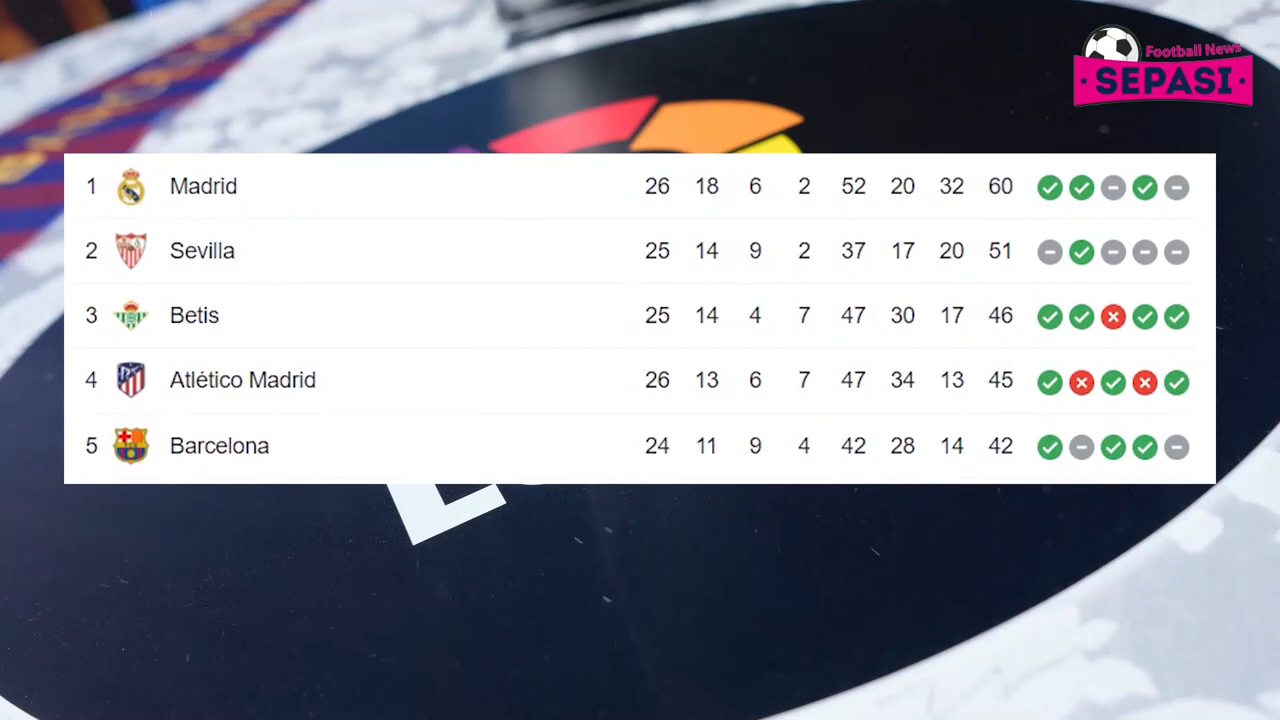 Football News
SEPASI
1 Madrid 26 18 6 2 52 20 32 60
2 Sevilla 25 14 9 2 37 17 20 51
3 Betis 25 14 4 7 47 30 17 46
4 Atlético Madrid 26 13 6 7 47 34 13 45
5 Barcelona 24 11 9 4 42 28 14 42